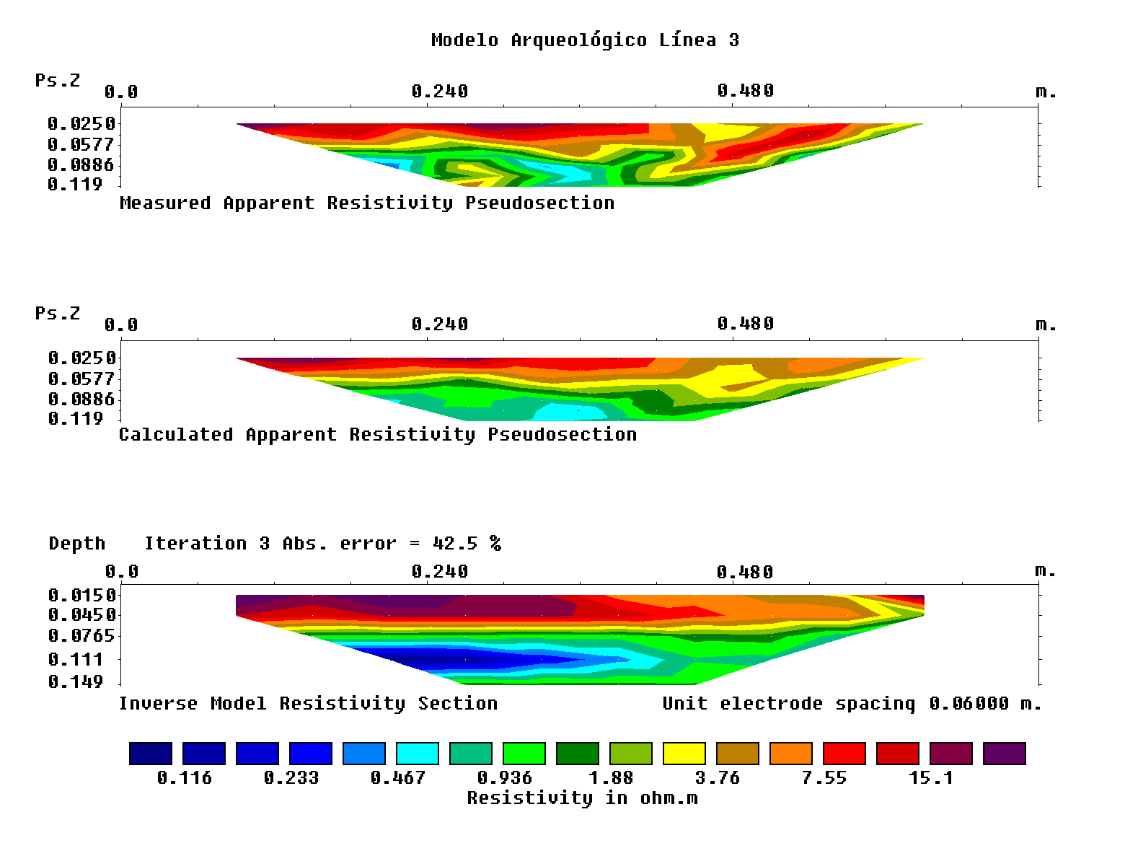 Modelo Arqueológico Línea 3
Ps.Z 0.0 0.240 0.480 m.
0.0250
0.0577
0.0886
0.119
Measured Apparent Resistivity Pseudosection
Ps.Z 0.0 0.240 0.480 m.
0.0250
0.0577
0.0886
0.119
Calculated Apparent Resistivity Pseudosection
Depth Iteration 3 Abs. error = 42.5 %
0.0 0.240 0.480 m.
0.0150
0.0450
0.0765
0.111
0.149
Inverse Model Resistivity Section Unit electrode spacing 0.06000 m.
0.116 0.233 0.467 0.936 1.88 3.76 7.55 15.1
Resistivity in ohm.m